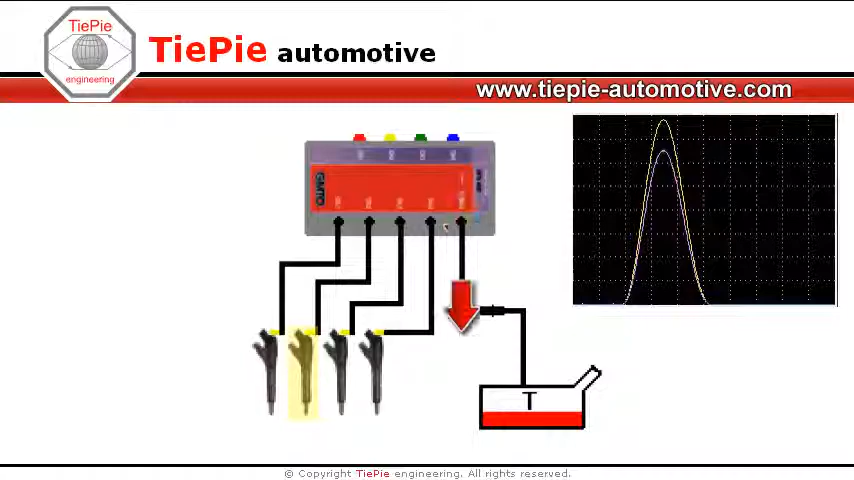 TiePie
engineering
TiePie automotive
www.tiepie-automotive.com
T
© Copyright TiePie engineering. All rights reserved.